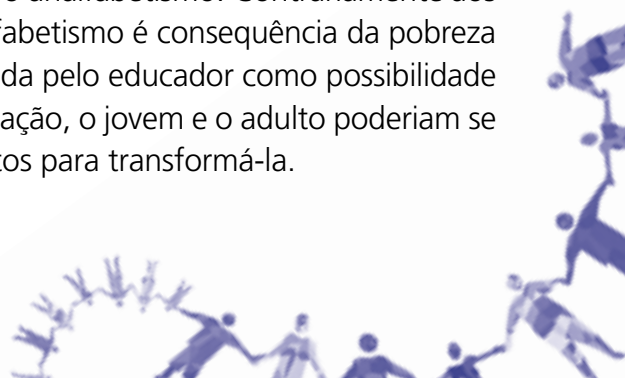 analfabetismo. Contrariamente aos
fabetismo é consequência da pobreza
da pelo educador como possibilidade
ação, o jovem e o adulto poderiam se
tos para transformá-la.